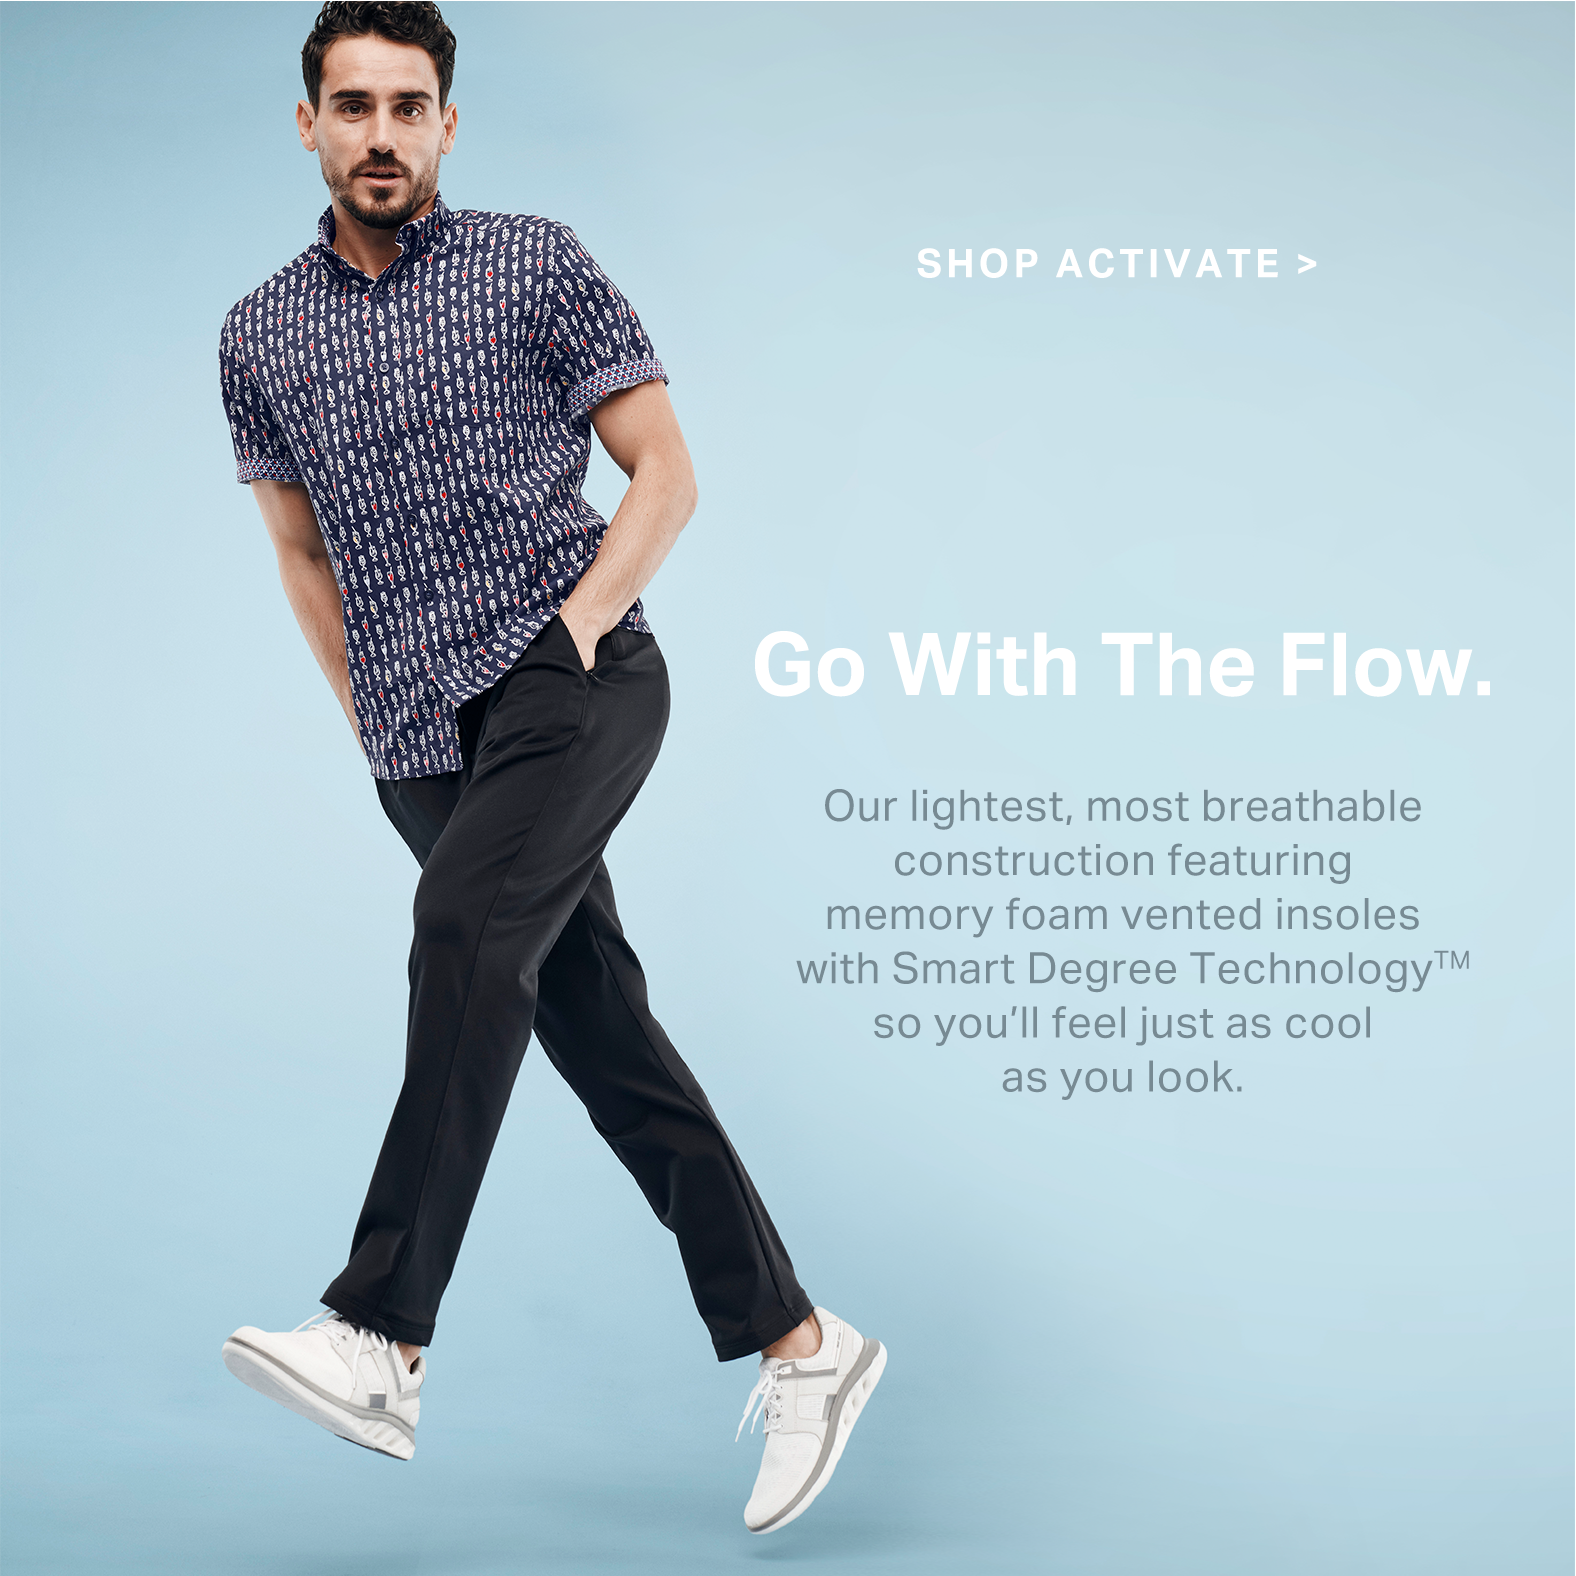 SHOP ACTIVATE >
Go With The Flow.
Our lightest, most breathable
construction featuring
memory foam vented insoles
with Smart Degree Technology™
so you’ll feel just as cool
as you look.